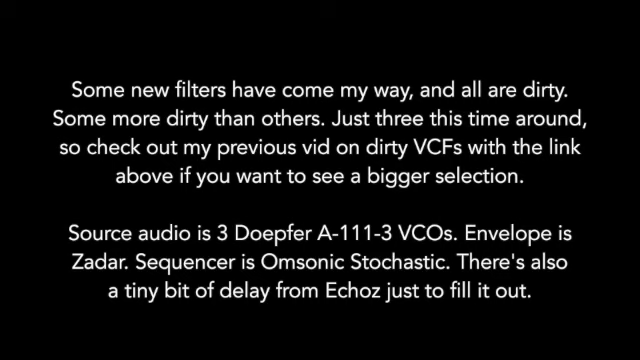 Some new filters have come my way, and all are dirty.
Some more dirty than others. Just three this time around,
so check out my previous vid on dirty VCFs with the link
above if you want to see a bigger selection.
Source audio is 3 Doepfer A-111-3 VCOs. Envelope is
Zadar. Sequencer is Omsonic Stochastic. There's also
a tiny bit of delay from Echoz just to fill it out.